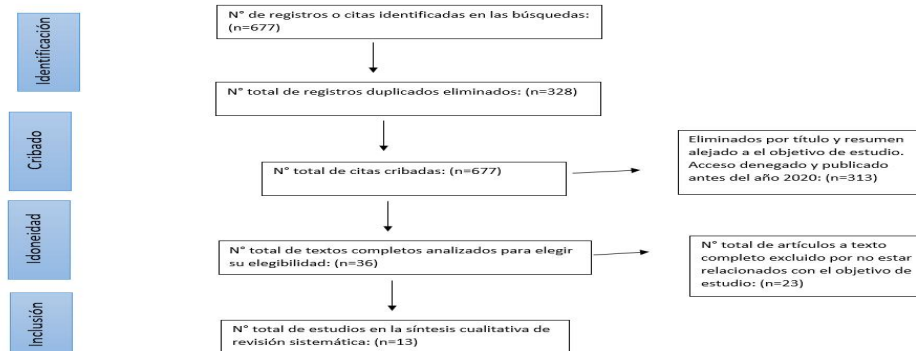 Identificación
N° de registros o citas identificadas en las búsquedas:
(n=677)
N° total de registros duplicados eliminados: (n=328)
Cribado
N° total de citas cribadas: (n=677)
Eliminados por título y resumen
alejado a el objetivo de estudio.
Acceso denegado y publicado
antes del año 2020: (n=313)
Idoneidad
N° total de textos completos analizados para elegir
su elegibilidad: (n=36)
N° total de artículos a texto
completo excluido por no estar
relacionados con el objetivo de
estudio: (n=23)
Inclusión
N° total de estudios en la síntesis cualitativa de
revisión sistemática: (n=13)